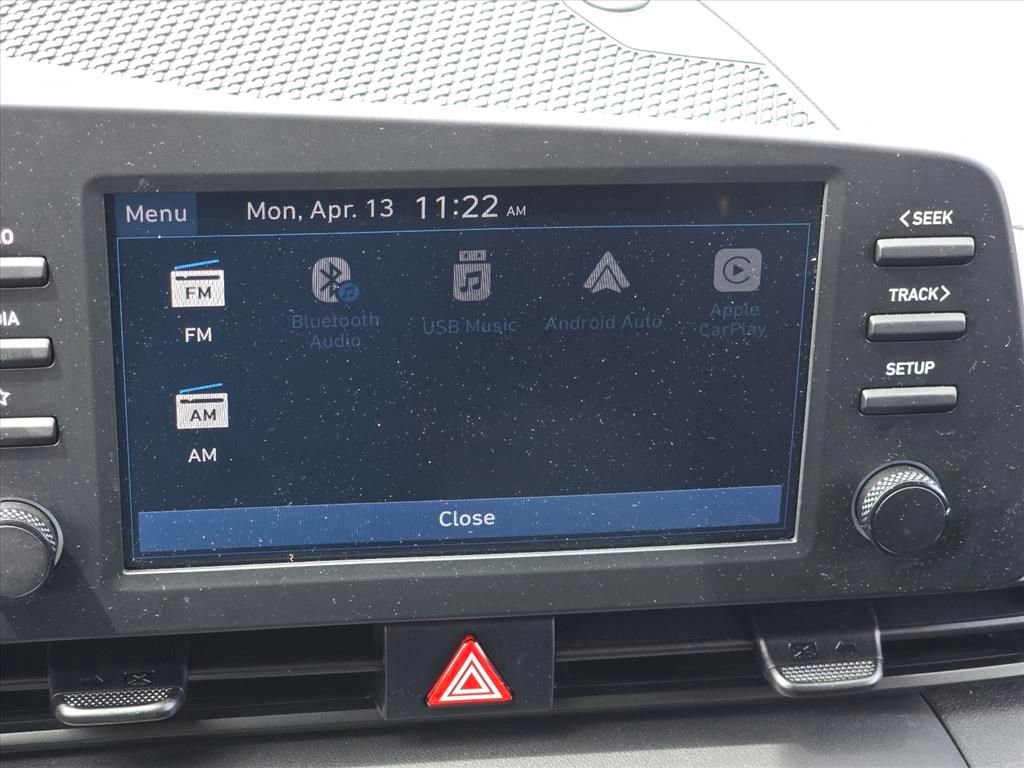 Menu
Mon, Apr. 13 11:22 AM
FM
FM
Bluetooth
Audio
USB Music
Android Auto
Apple
CarPlay
AM
AM
Close
<SEEK
TRACK>
SETUP